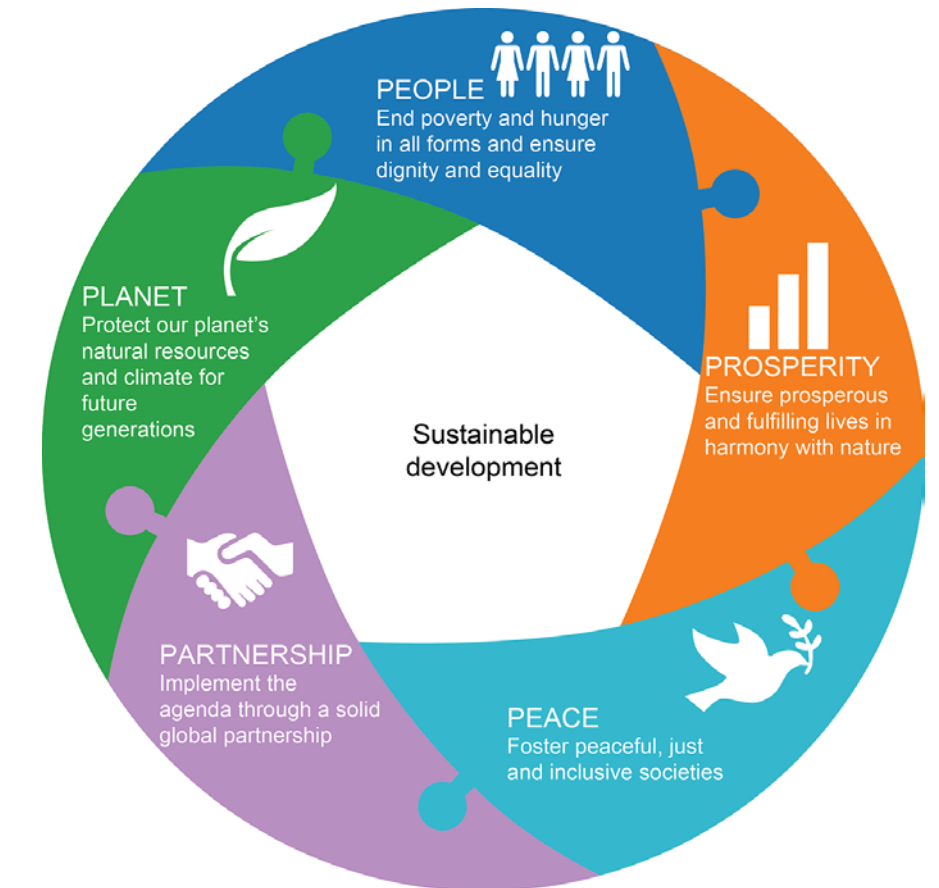 PEOPLE
End poverty and hunger
in all forms and ensure
dignity and equality
PLANET
Protect our planet's
natural resources
and climate for
future
generations
PROSPERITY
Ensure prosperous
and fulfilling lives in
harmony with nature
Sustainable
development
PARTNERSHIP
Implement the
agenda through a solid
global partnership
PEACE
Foster peaceful, just
and inclusive societies